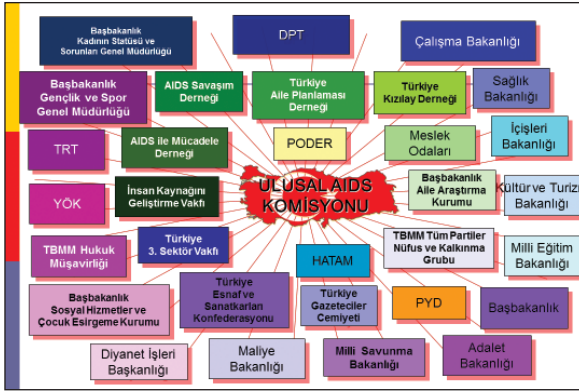 Başbakanlık
Kadının Statüsü ve
Sorunları Genel Müdürlüğü
DPT
Çalışma Bakanlığı
Başbakanlık
Gençlik ve Spor
Genel Müdürlüğü
AIDS Savaşım
Derneği
Türkiye
Aile Planlaması
Derneği
Türkiye
Kızılay Derneği
Sağlık
Bakanlığı
TRT
AIDS ile Mücadele
Derneği
PODER
Meslek
Odaları
İçişleri
Bakanlığı
YÖK
İnsan Kaynağını
Geliştirme Vakfı
ULUSAL AIDS
KOMİSYONU
Başbakanlık
Aile Araştırma
Kurumu
Kültür ve Turizm
Bakanlığı
TBMM Hukuk
Müşavirliği
Türkiye
3. Sektör Vakfı
HATAM
TBMM Tüm Partiler
Nüfus ve Kalkınma
Grubu
Milli Eğitim
Bakanlığı
Başbakanlık
Sosyal Hizmetler ve
Çocuk Esirgeme Kurumu
Türkiye
Esnaf ve
Sanatkarları
Konfederasyonu
Türkiye
Gazeteciler
Cemiyeti
PYD
Başbakanlık
Diyanet İşleri
Başkanlığı
Maliye
Bakanlığı
Milli Savunma
Bakanlığı
Adalet
Bakanlığı